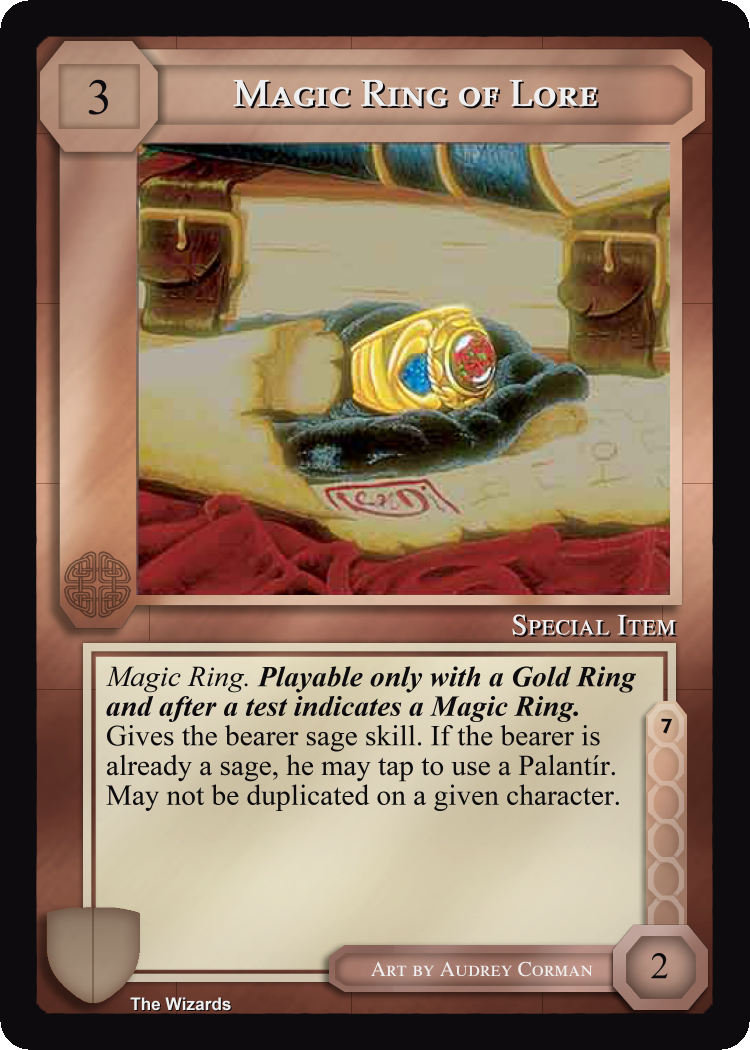 3
Magic Ring of Lore
Special Item
Magic Ring. Playable only with a Gold Ring
and after a test indicates a Magic Ring.
Gives the bearer sage skill. If the bearer is
already a sage, he may tap to use a Palantír.
May not be duplicated on a given character.
7
Art by Audrey Corman
2
The Wizards